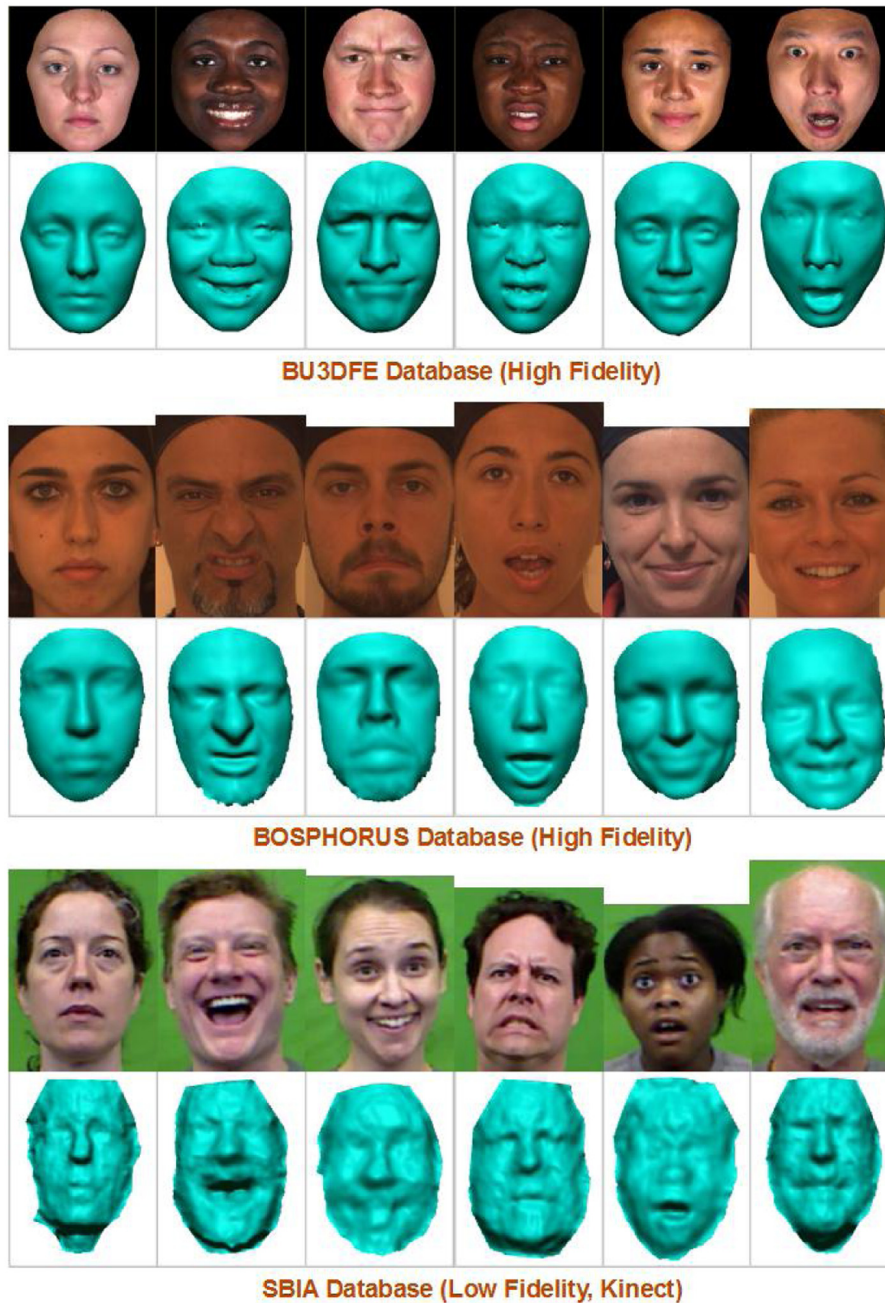 BU3DFE Database (High Fidelity)
BOSPHORUS Database (High Fidelity)
SBIA Database (Low Fidelity, Kinect)